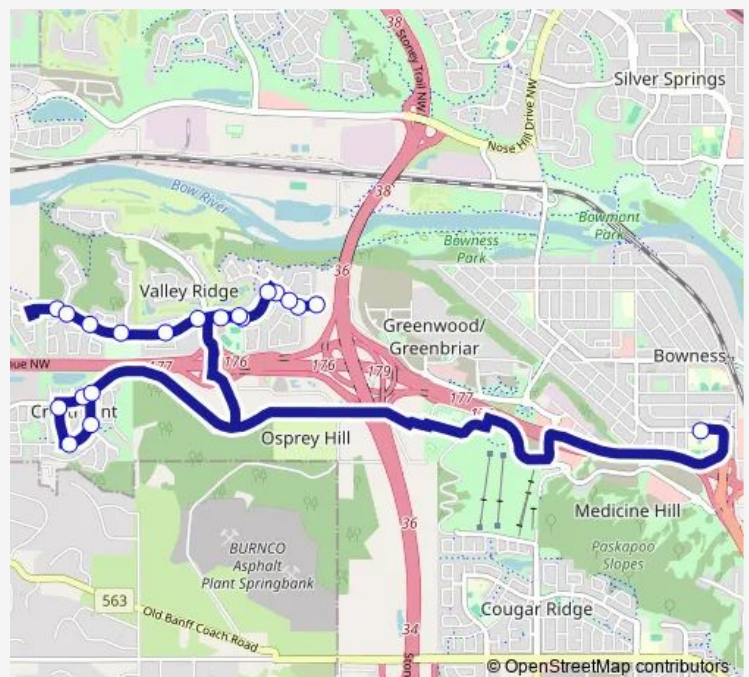 38
Stoney Trail NW
Silver Springs
Nose Hill Drive NW
38
Bow River
Bowmont
Park
Bowness
Park
36
Valley Ridge
Greenwood/
Greenbriar
Bowness
ue NW
177
176
176
179
177
Osprey Hill
Medicine Hill
36
BURNCO
Asphalt
Plant Springbank
Paskapoo
Slopes
563
Old Banff Coach Road
Cougar Ridge
34
© OpenStreetMap contributors